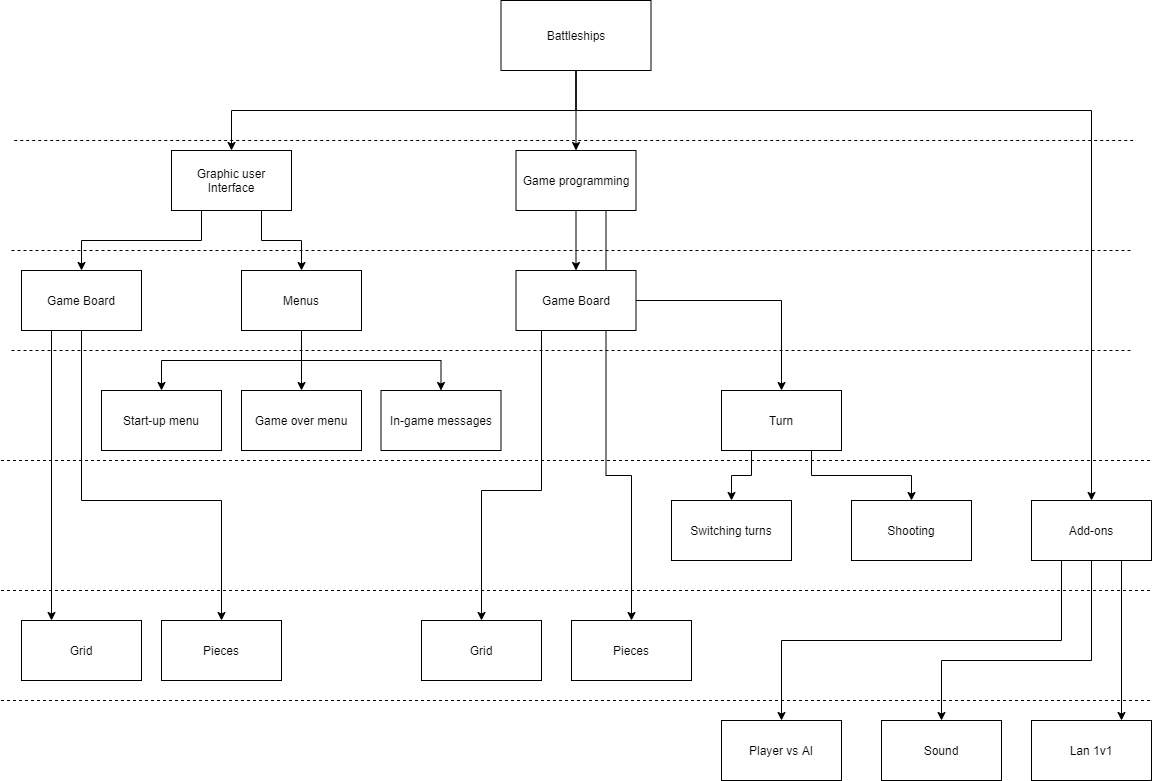 Battleships
Graphic user
Interface
Game programming
Game Board
Menus
Game Board
Start-up menu
Game over menu
In-game messages
Turn
Switching turns
Shooting
Add-ons
Grid
Pieces
Grid
Pieces
Player vs AI
Sound
Lan 1v1